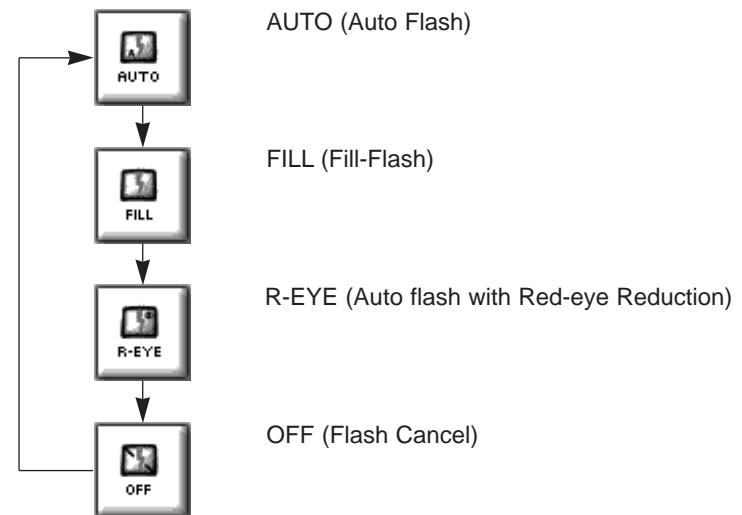 AUTO (Auto Flash)
AUTO
FILL (Fill-Flash)
FILL
R-EYE (Auto flash with Red-eye Reduction)
R-EYE
OFF (Flash Cancel)
OFF